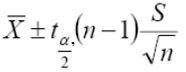 X̄ ± t_{α/2,}(n−1) S/√n